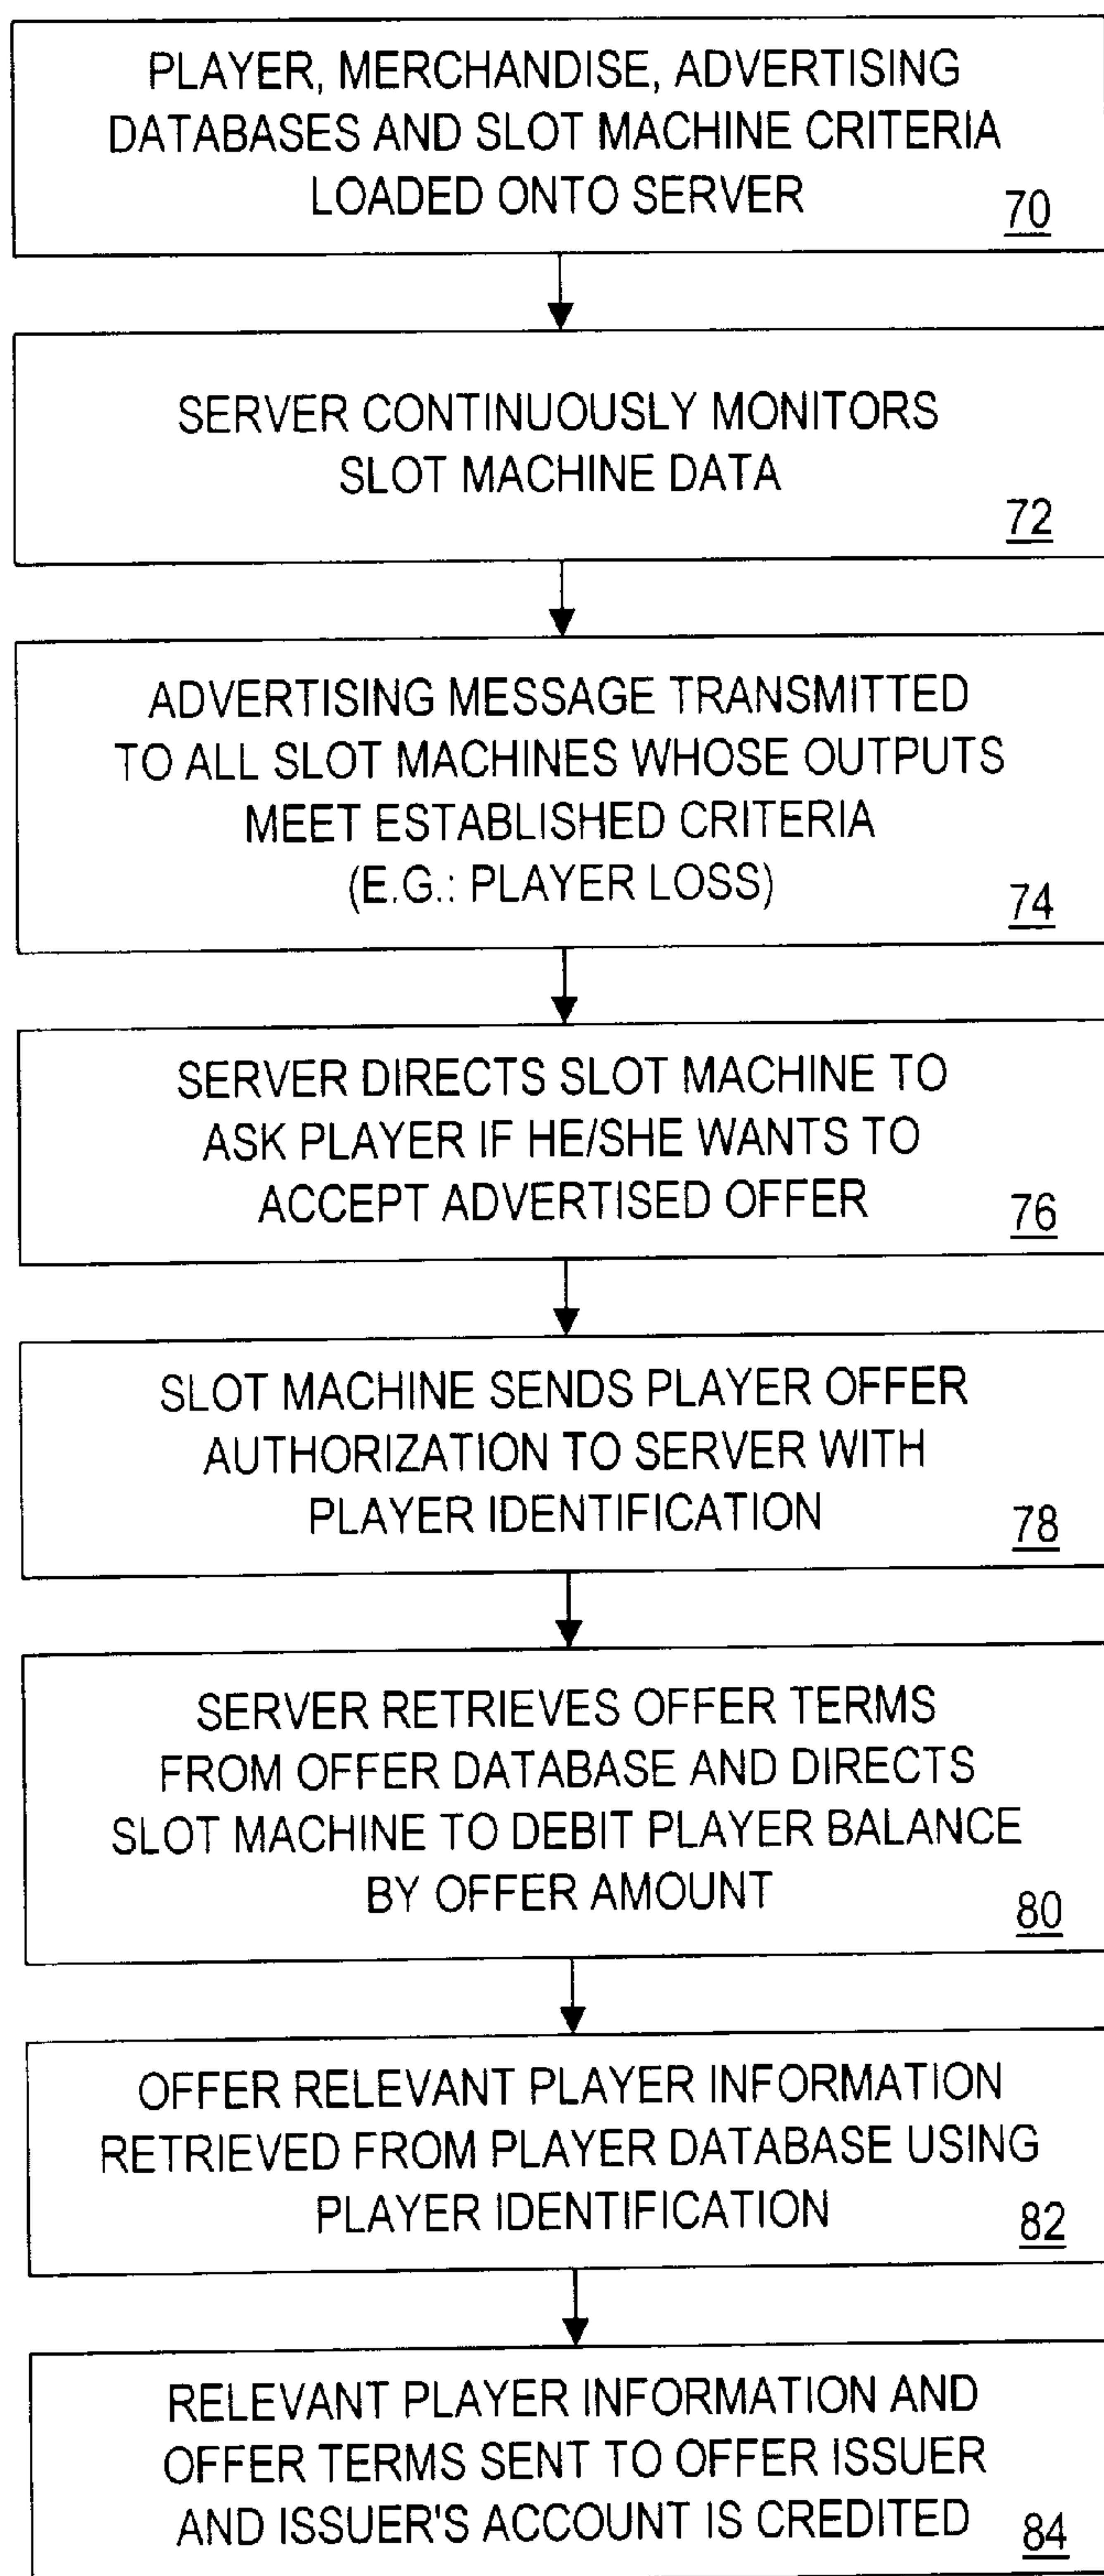 PLAYER, MERCHANDISE, ADVERTISING
DATABASES AND SLOT MACHINE CRITERIA
LOADED ONTO SERVER
70
SERVER CONTINUOUSLY MONITORS
SLOT MACHINE DATA
72
ADVERTISING MESSAGE TRANSMITTED
TO ALL SLOT MACHINES WHOSE OUTPUTS
MEET ESTABLISHED CRITERIA
(E.G.: PLAYER LOSS)
74
SERVER DIRECTS SLOT MACHINE TO
ASK PLAYER IF HE/SHE WANTS TO
ACCEPT ADVERTISED OFFER
76
SLOT MACHINE SENDS PLAYER OFFER
AUTHORIZATION TO SERVER WITH
PLAYER IDENTIFICATION
78
SERVER RETRIEVES OFFER TERMS
FROM OFFER DATABASE AND DIRECTS
SLOT MACHINE TO DEBIT PLAYER BALANCE
BY OFFER AMOUNT
80
OFFER RELEVANT PLAYER INFORMATION
RETRIEVED FROM PLAYER DATABASE USING
PLAYER IDENTIFICATION
82
RELEVANT PLAYER INFORMATION AND
OFFER TERMS SENT TO OFFER ISSUER
AND ISSUER'S ACCOUNT IS CREDITED
84